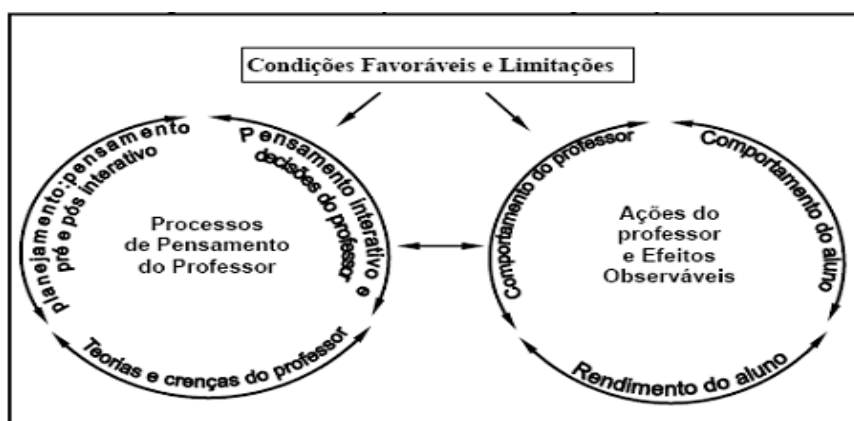 Condições Favoráveis e Limitações
planejamento:pensamento
pré e pós interativo
Pensamento interativo e
decisões do professor
Processos
de Pensamento
do Professor
Teorias e crenças do professor
Comportamento do professor
Comportamento do aluno
Ações do
professor
e Efeitos
Observáveis
Rendimento do aluno